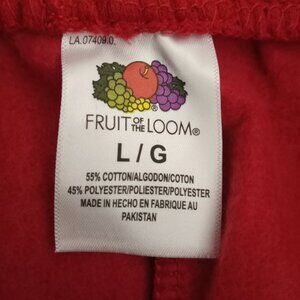 LA.07409.0.
FRUIT OF THE LOOM®
L / G
55% COTTON/ALGODON/COTON
45% POLYESTER/POLIESTER/POLYESTER
MADE IN HECHO EN FABRIQUE AU
PAKISTAN